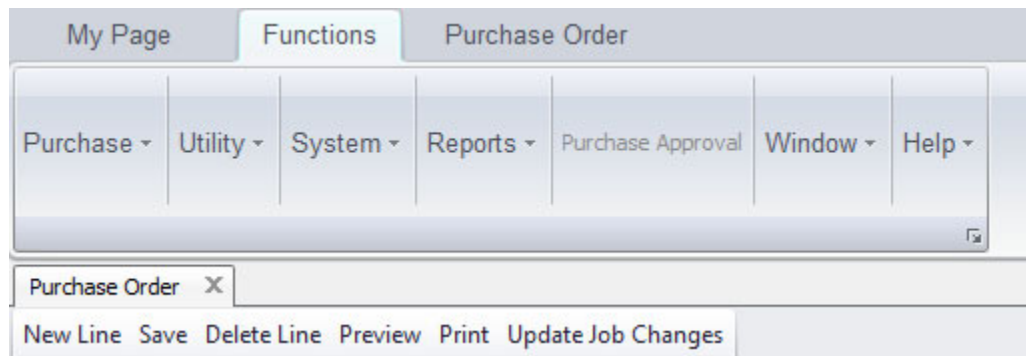 My Page Functions Purchase Order
Purchase Utility System Reports Purchase Approval Window Help
Purchase Order X
New Line Save Delete Line Preview Print Update Job Changes